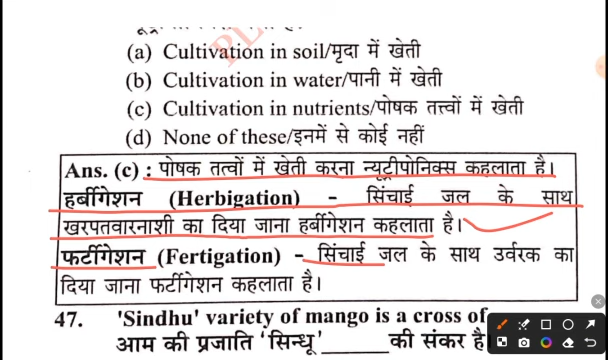 (a) Cultivation in soil/मृदा में खेती
(b) Cultivation in water/पानी में खेती
(c) Cultivation in nutrients/पोषक तत्त्वों में खेती
(d) None of these/इनमें से कोई नहीं
Ans. (c) : पोषक तत्वों में खेती करना न्यूट्रीपोनिक्स कहलाता है।
हर्बीगेशन (Herbigation) - सिंचाई जल के साथ
खरपतवारनाशी का दिया जाना हर्बीगेशन कहलाता है।
फर्टीगेशन (Fertigation) - सिंचाई जल के साथ उर्वरक का
दिया जाना फर्टीगेशन कहलाता है।
47. 'Sindhu' variety of mango is a cross of
आम की प्रजाति 'सिन्धू'______की संकर है